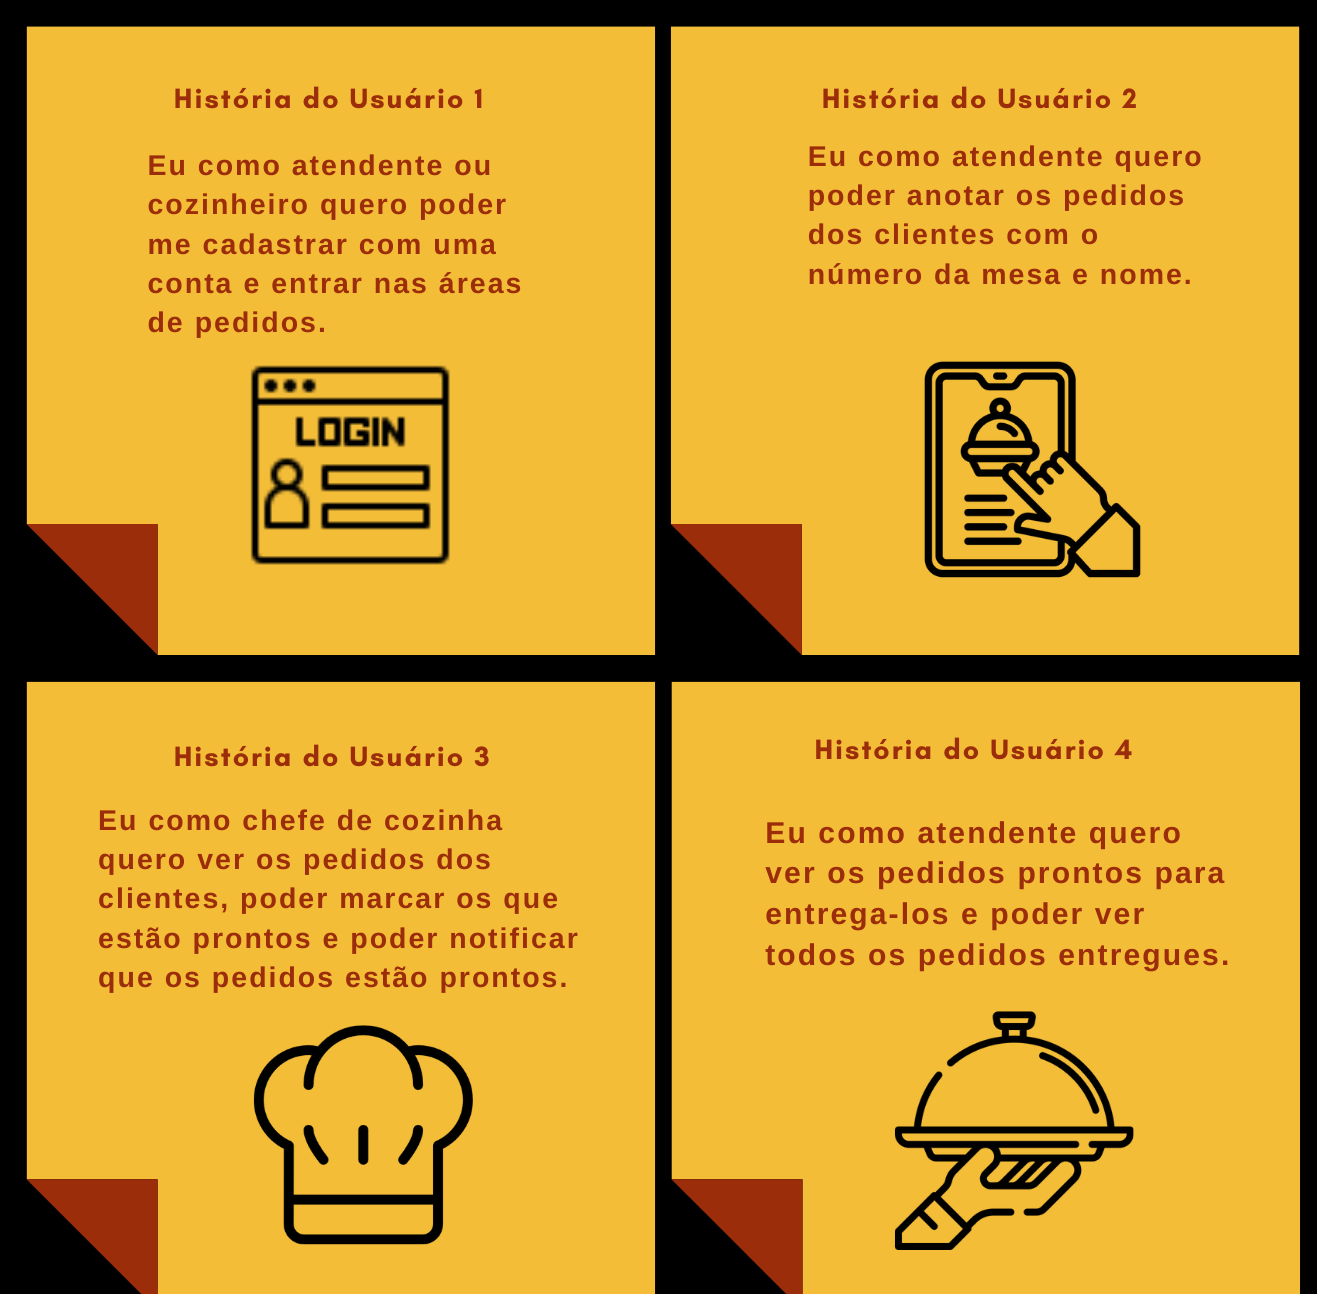 História do Usuário 1
Eu como atendente ou
cozinheiro quero poder
me cadastrar com uma
conta e entrar nas áreas
de pedidos.
LOGIN
História do Usuário 2
Eu como atendente quero
poder anotar os pedidos
dos clientes com o
número da mesa e nome.
História do Usuário 3
Eu como chefe de cozinha
quero ver os pedidos dos
clientes, poder marcar os que
estão prontos e poder notificar
que os pedidos estão prontos.
História do Usuário 4
Eu como atendente quero
ver os pedidos prontos para
entrega-los e poder ver
todos os pedidos entregues.